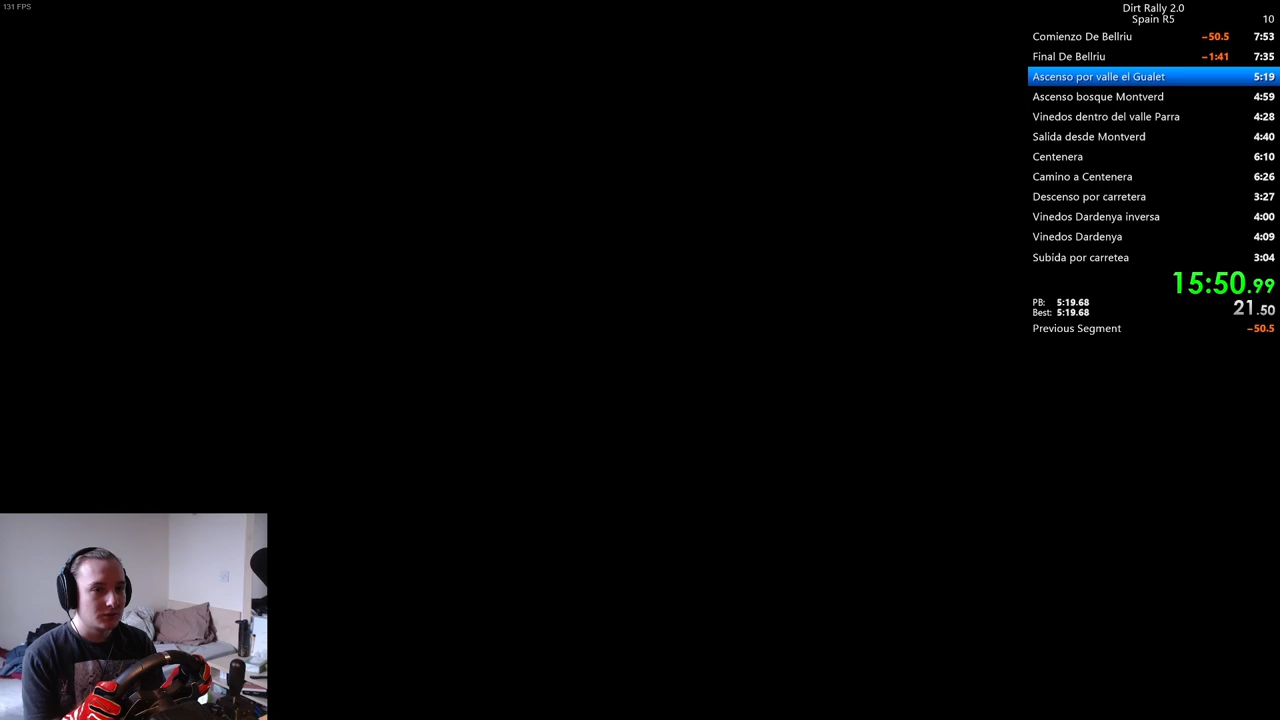 131 FPS
Dirt Rally 2.0
Spain R5 10
Comienzo De Bellriu −50.5 7:53
Final De Bellriu −1:41 7:35
Ascenso por valle el Gualet 5:19
Ascenso bosque Montverd 4:59
Vinedos dentro del valle Parra 4:28
Salida desde Montverd 4:40
Centenera 6:10
Camino a Centenera 6:26
Descenso por carretera 3:27
Vinedos Dardenya inversa 4:00
Vinedos Dardenya 4:09
Subida por carretea 3:04
15:50.99
PB: 5:19.68
Best: 5:19.68
21.50
Previous Segment −50.5